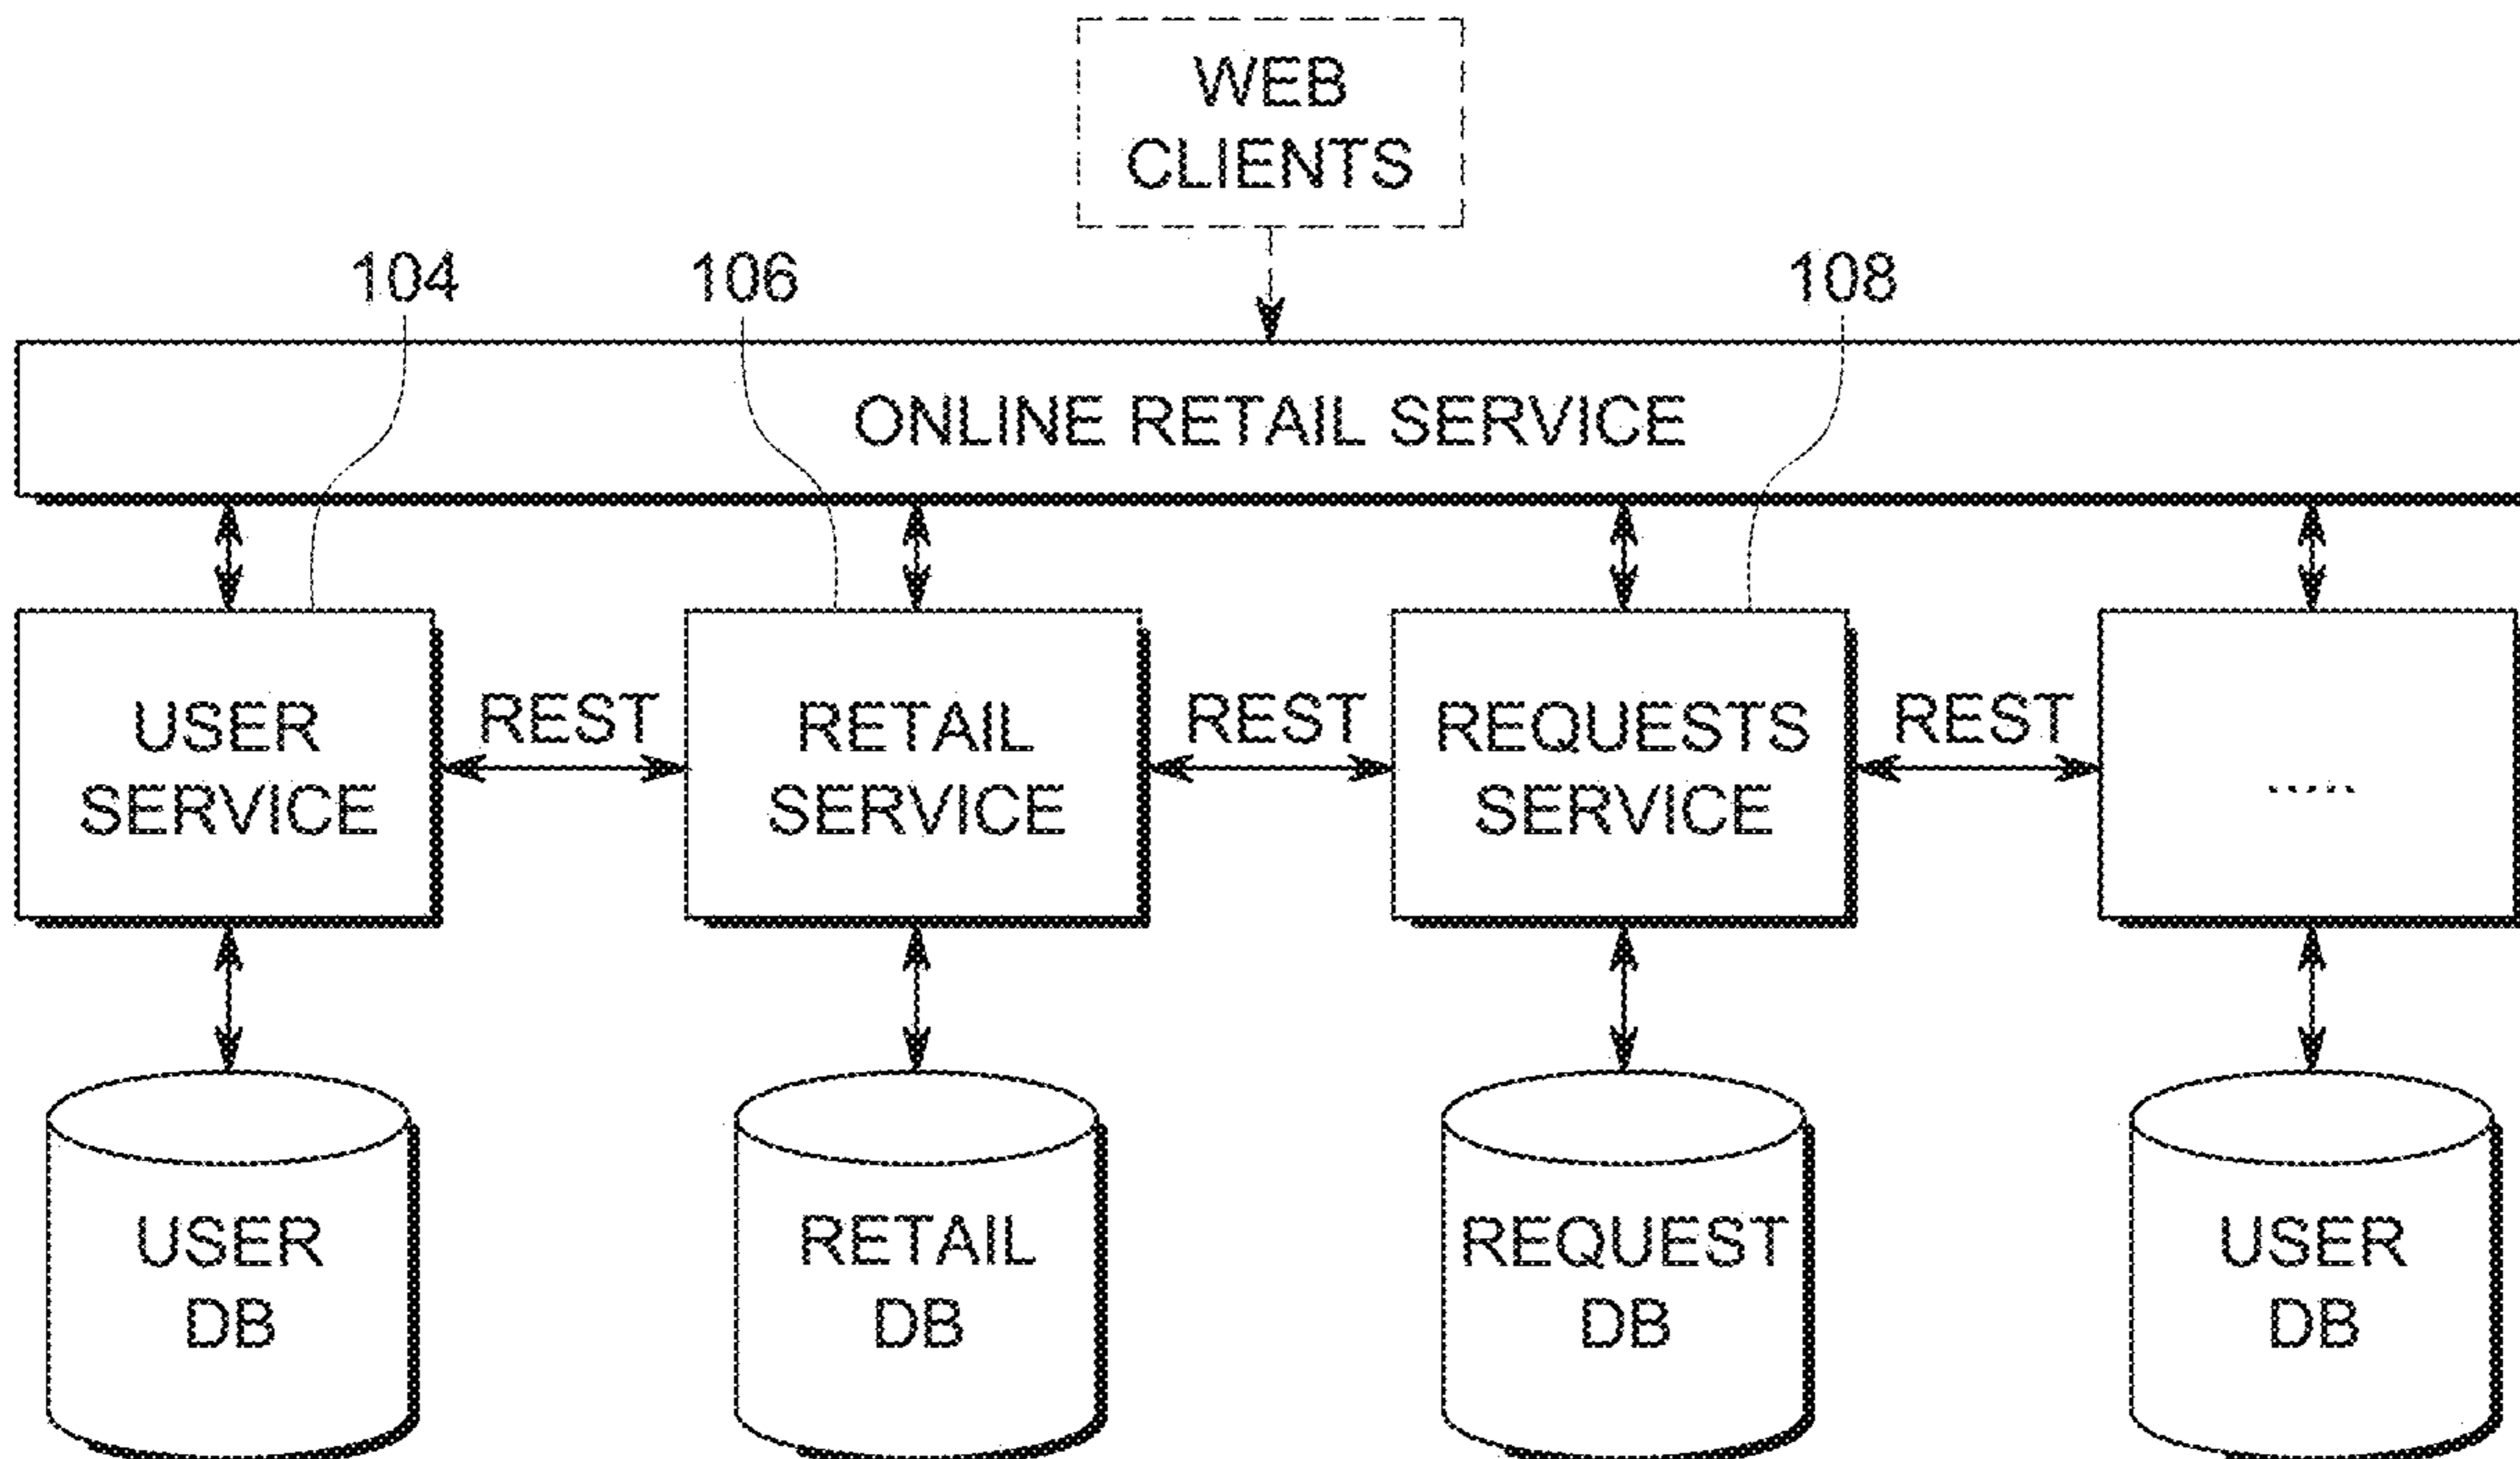 WEB
CLIENTS
104
106
108
ONLINE RETAIL SERVICE
USER
SERVICE
REST
RETAIL
SERVICE
REST
REQUESTS
SERVICE
REST
....
USER
DB
RETAIL
DB
REQUEST
DB
USER
DB